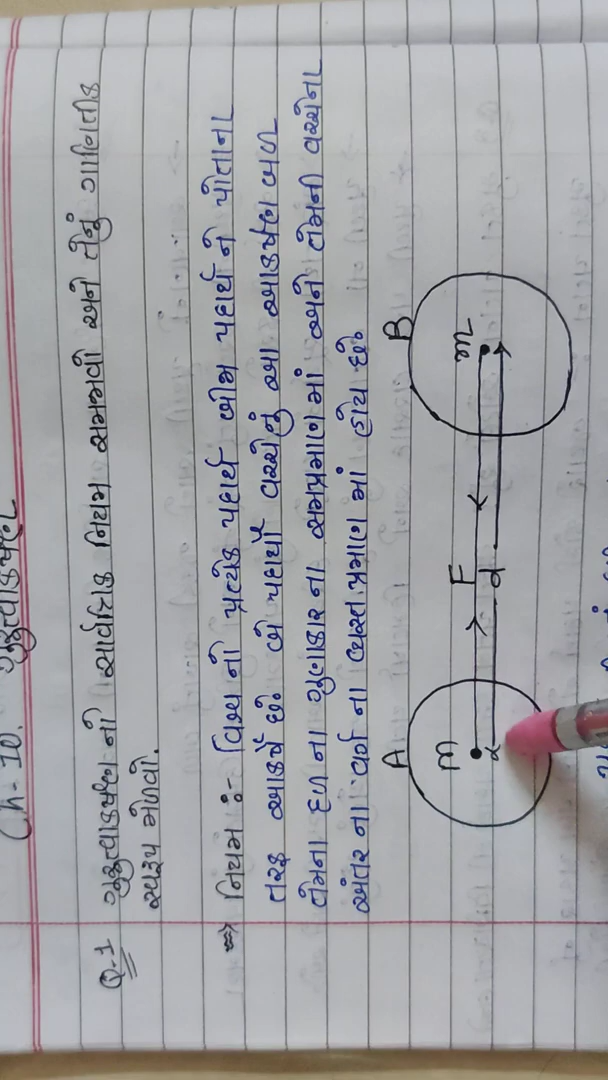 Ch-10. ગુરુત્વાકર્ષણ
Q-1 ગુરુત્વાકર્ષણ નો સાર્વત્રિક નિયમ સમજાવો અને તેનું ગાણિતીક
સ્વરૂપ મેળવો.
⇒ નિયમ :- વિશ્વ નો પ્રત્યેક પદાર્થ બીજા પદાર્થ ને પોતાના
તરફ આકર્ષે છે. બે પદાર્થો વચ્ચેનું આ આકર્ષણ બળ
તેમના દળ ના ગુણાકાર ના સમપ્રમાણ માં અને તેમની વચ્ચેના
અંતર ના વર્ગ ના વ્યસ્ત પ્રમાણ માં હોય છે.
A B
M F m
d